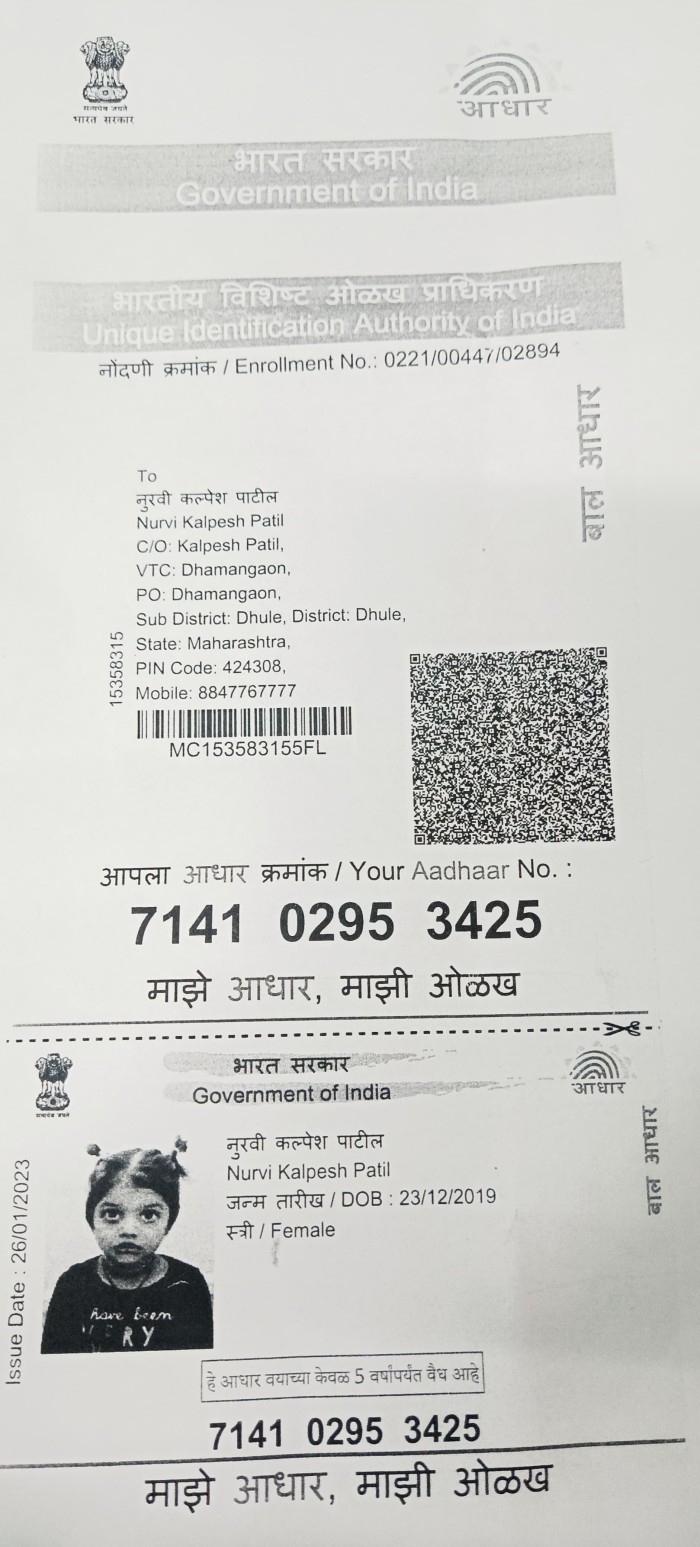 सत्यमेव जयते
भारत सरकार
आधार
भारत सरकार
Government of India
भारतीय विशिष्ट ओळख प्राधिकरण
Unique Identification Authority of India
नोंदणी क्रमांक / Enrollment No.: 0221/00447/02894
बाल आधार
To
नुरवी कल्पेश पाटील
Nurvi Kalpesh Patil
C/O: Kalpesh Patil,
VTC: Dhamangaon,
PO: Dhamangaon,
Sub District: Dhule, District: Dhule,
State: Maharashtra,
PIN Code: 424308,
Mobile: 8847767777
15358315
MC153583155FL
आपला आधार क्रमांक / Your Aadhaar No. :
7141 0295 3425
माझे आधार, माझी ओळख
भारत सरकार
Government of India
सत्यमेव जयते
आधार
बाल आधार
Issue Date : 26/01/2023
नुरवी कल्पेश पाटील
Nurvi Kalpesh Patil
जन्म तारीख / DOB : 23/12/2019
स्त्री / Female
have been
RY
हे आधार वयाच्या केवळ 5 वर्षांपर्यंत वैध आहे
7141 0295 3425
माझे आधार, माझी ओळख